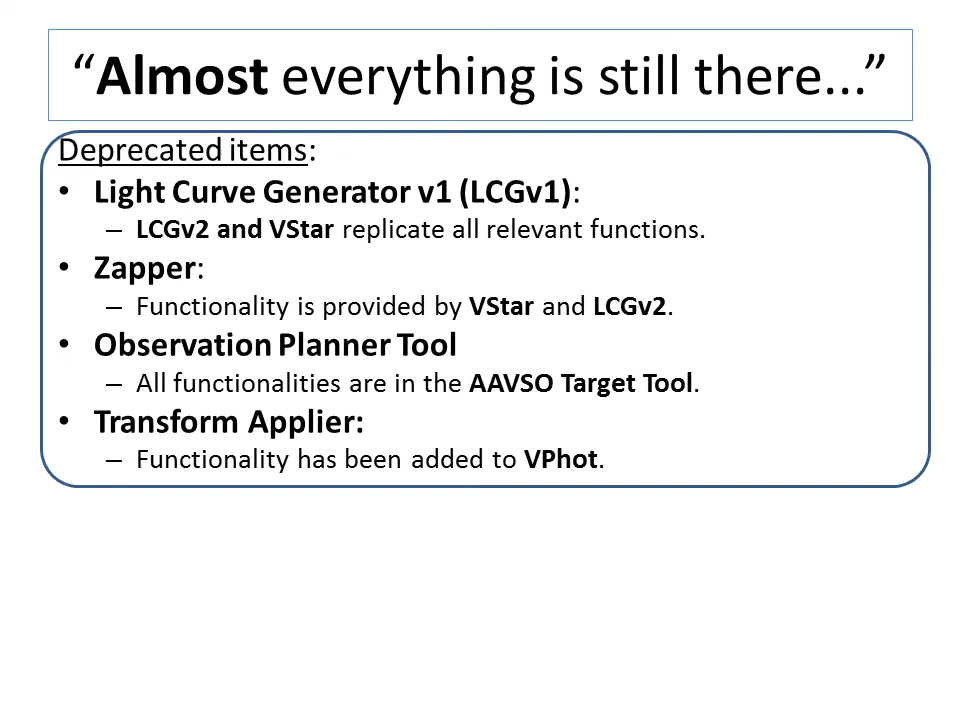 “Almost everything is still there...”
Deprecated items:
• Light Curve Generator v1 (LCGv1):
– LCGv2 and VStar replicate all relevant functions.
• Zapper:
– Functionality is provided by VStar and LCGv2.
• Observation Planner Tool
– All functionalities are in the AAVSO Target Tool.
• Transform Applier:
– Functionality has been added to VPhot.